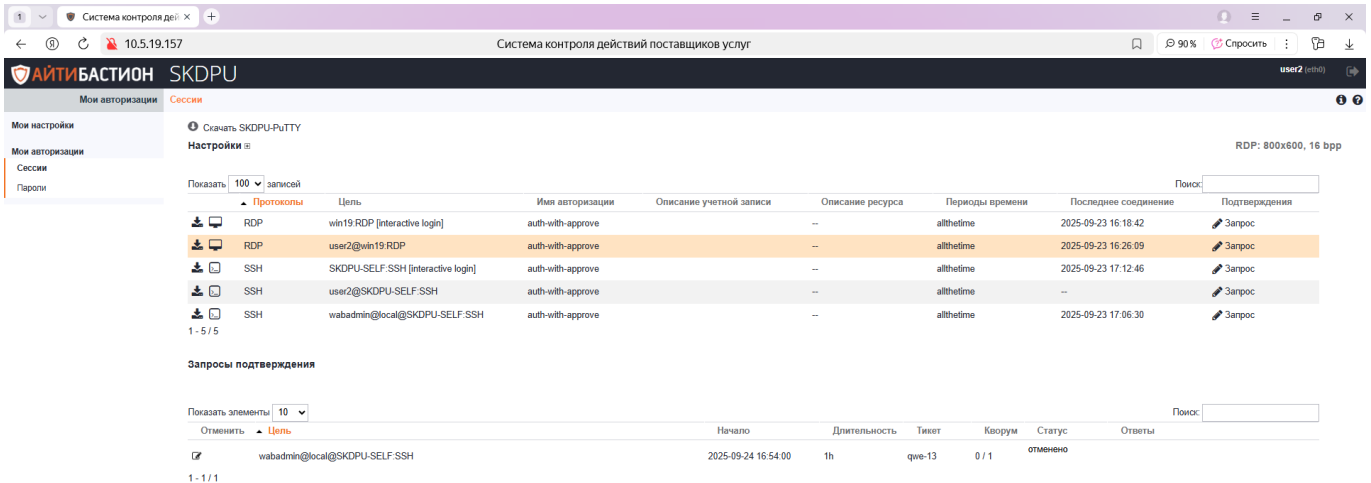 1 Система контроля дей
10.5.19.157 Система контроля действий поставщиков услуг 90 % Спросить
АЙТИБАСТИОН SKDPU user2 (eth0)
Мои авторизации Сессии
Мои настройки
Мои авторизации
Сессии
Пароли
Скачать SKDPU-PuTTY
Настройки RDP: 800x600, 16 bpp
Показать 100 записей Поиск:
Протоколы Цель Имя авторизации Описание учетной записи Описание ресурса Периоды времени Последнее соединение Подтверждения
RDP win19:RDP [interactive login] auth-with-approve -- allthetime 2025-09-23 16:18:42 Запрос
RDP user2@win19:RDP auth-with-approve -- allthetime 2025-09-23 16:26:09 Запрос
SSH SKDPU-SELF:SSH [interactive login] auth-with-approve -- allthetime 2025-09-23 17:12:46 Запрос
SSH user2@SKDPU-SELF:SSH auth-with-approve -- allthetime -- Запрос
SSH wabadmin@local@SKDPU-SELF:SSH auth-with-approve -- allthetime 2025-09-23 17:06:30 Запрос
1 - 5 / 5
Запросы подтверждения
Показать элементы 10 Поиск:
Отменить Цель Начало Длительность Тикет Кворум Статус Ответы
wabadmin@local@SKDPU-SELF:SSH 2025-09-24 16:54:00 1h qwe-13 0 / 1 отменено
1 - 1 / 1